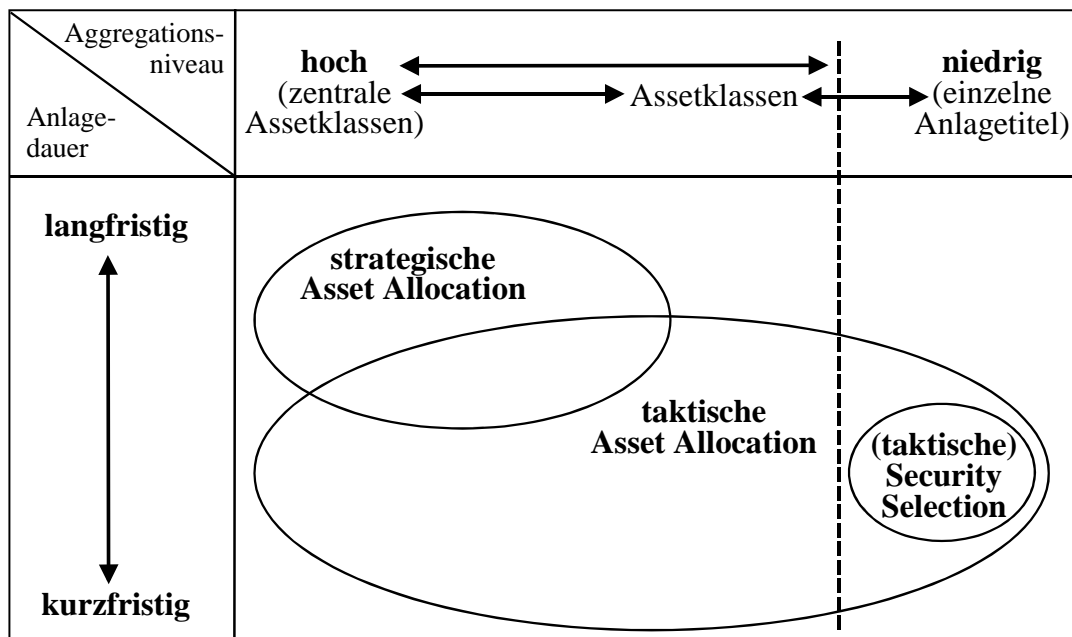 Aggregations-
niveau
Anlage-
dauer
hoch
(zentrale
Assetklassen)
Assetklassen
niedrig
(einzelne
Anlagetitel)
langfristig
kurzfristig
strategische
Asset Allocation
taktische
Asset Allocation
(taktische)
Security
Selection